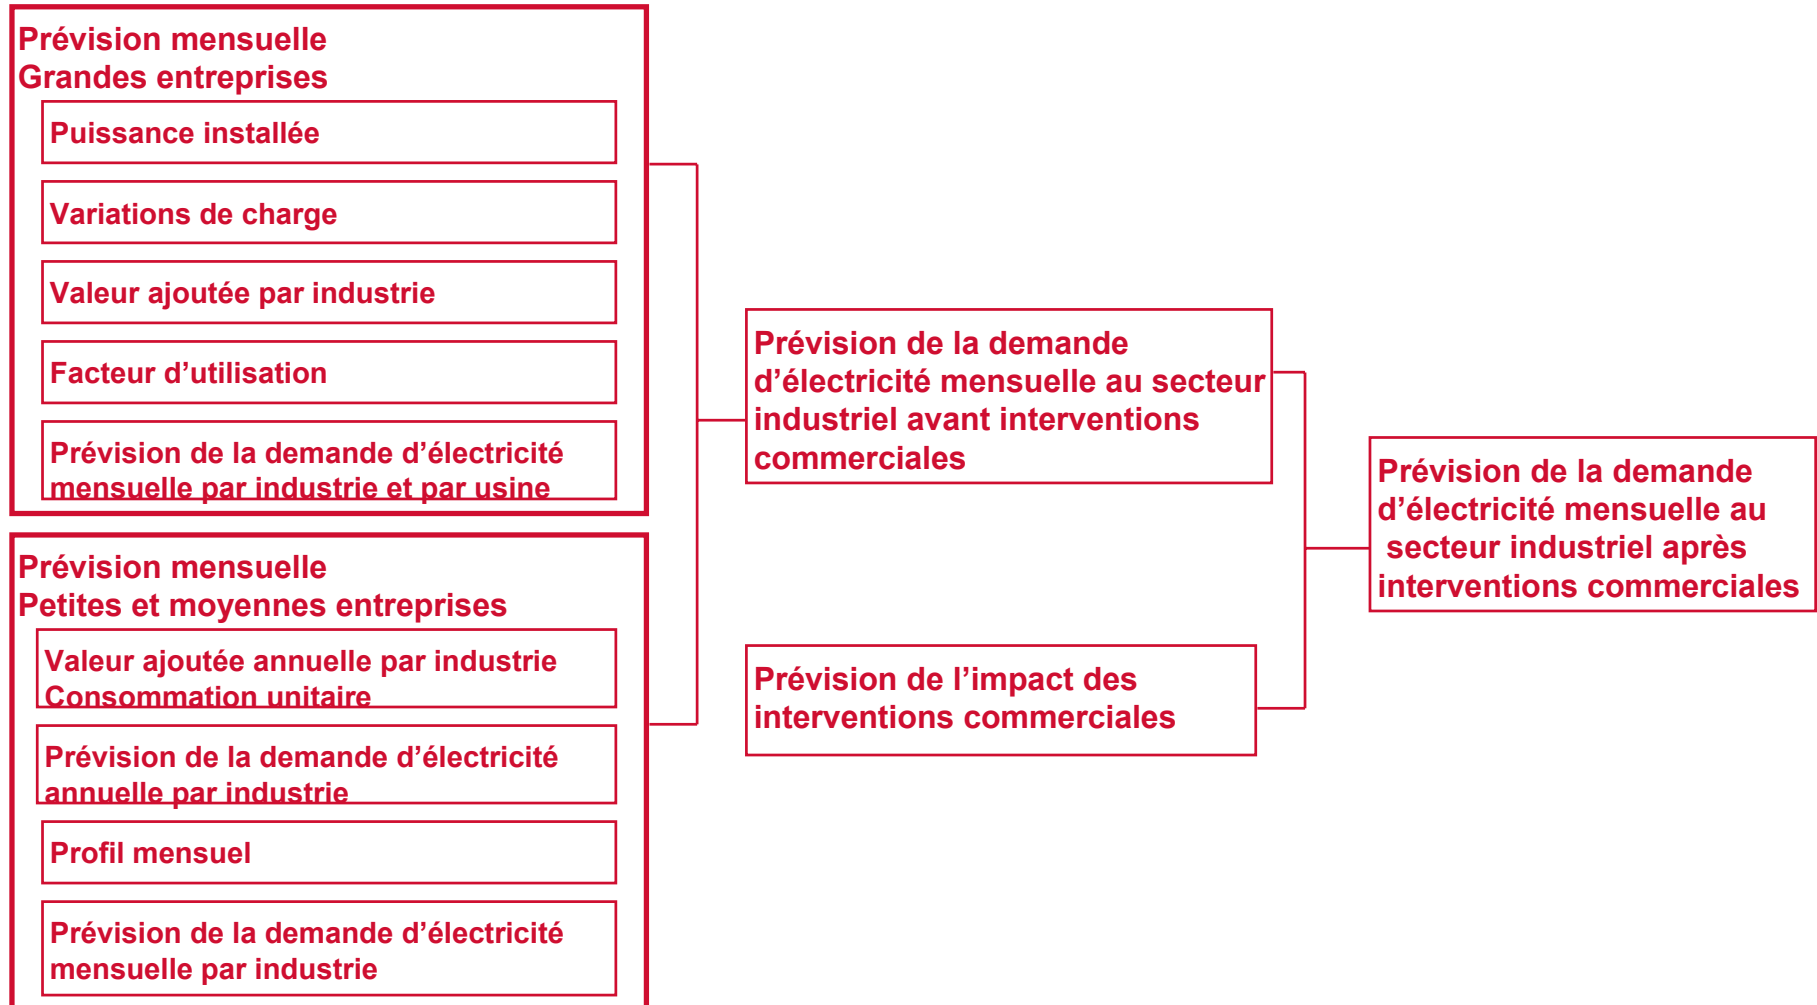 Prévision mensuelle
Grandes entreprises
Puissance installée
Variations de charge
Valeur ajoutée par industrie
Facteur d’utilisation
Prévision de la demande d’électricité
mensuelle par industrie et par usine
Prévision mensuelle
Petites et moyennes entreprises
Valeur ajoutée annuelle par industrie
Consommation unitaire
Prévision de la demande d’électricité
annuelle par industrie
Profil mensuel
Prévision de la demande d’électricité
mensuelle par industrie
Prévision de la demande
d’électricité mensuelle au secteur
industriel avant interventions
commerciales
Prévision de l’impact des
interventions commerciales
Prévision de la demande
d’électricité mensuelle au
secteur industriel après
interventions commerciales